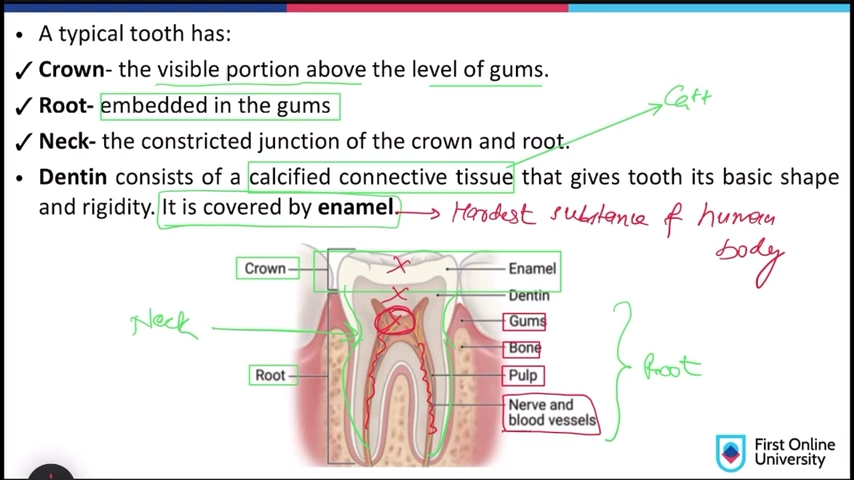 • A typical tooth has:
✓ Crown- the visible portion above the level of gums.
✓ Root- embedded in the gums
Ca++
✓ Neck- the constricted junction of the crown and root.
• Dentin consists of a calcified connective tissue that gives tooth its basic shape
and rigidity. It is covered by enamel.
Hardest substance of human
body
Crown
Enamel
Dentin
Neck
Gums
Bone
Root
Pulp
Root
Nerve and
blood vessels
First Online
University